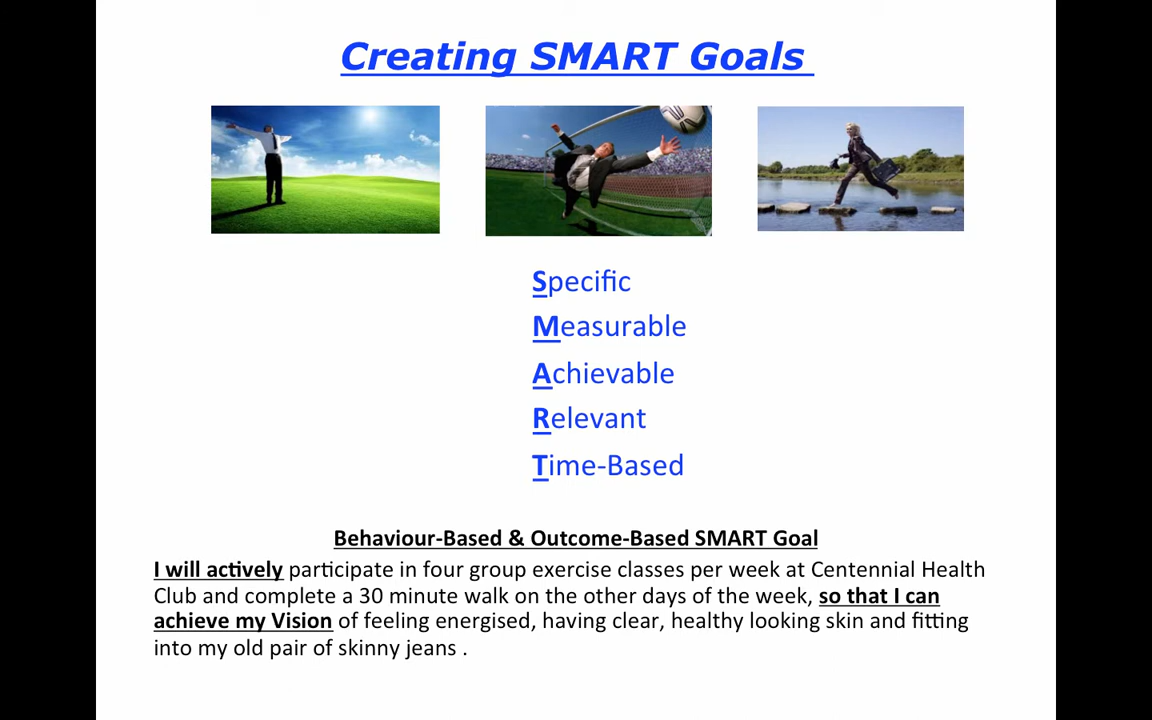 Creating SMART Goals
Specific
Measurable
Achievable
Relevant
Time-Based
Behaviour-Based & Outcome-Based SMART Goal
I will actively participate in four group exercise classes per week at Centennial Health
Club and complete a 30 minute walk on the other days of the week, so that I can
achieve my Vision of feeling energised, having clear, healthy looking skin and fitting
into my old pair of skinny jeans .